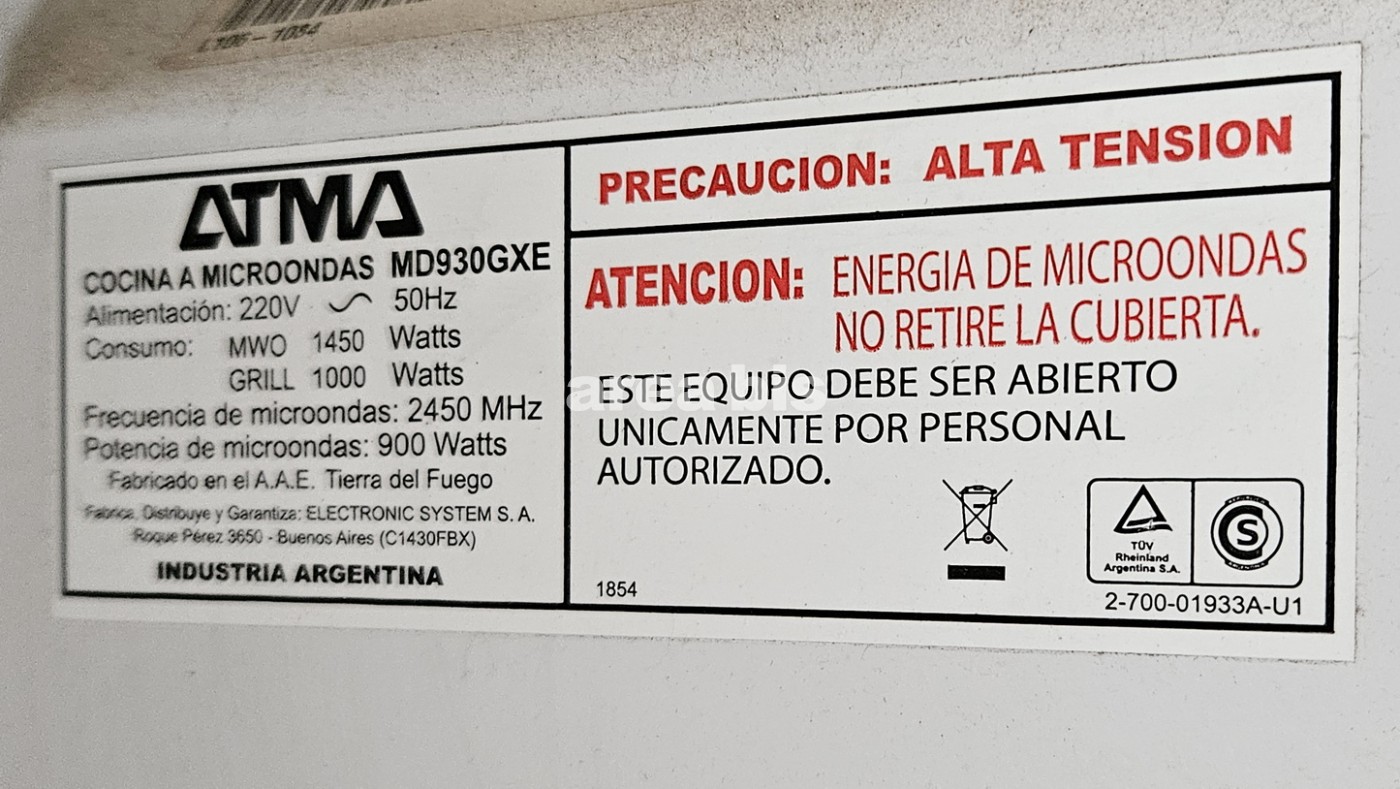 ATMA
COCINA A MICROONDAS MD930GXE
Alimentación: 220V 50Hz
Consumo: MWO 1450 Watts
GRILL 1000 Watts
Frecuencia de microondas: 2450 MHz
Potencia de microondas: 900 Watts
Fabricado en el A.A.E. Tierra del Fuego
Fabrica, Distribuye y Garantiza: ELECTRONIC SYSTEM S. A.
Roque Pérez 3650 - Buenos Aires (C1430FBX)
INDUSTRIA ARGENTINA
PRECAUCION: ALTA TENSION
ATENCION: ENERGIA DE MICROONDAS
NO RETIRE LA CUBIERTA.
ESTE EQUIPO DEBE SER ABIERTO
UNICAMENTE POR PERSONAL
AUTORIZADO.
area bis
1854
TÜV
Rheinland
Argentina S.A.
S
2-700-01933A-U1